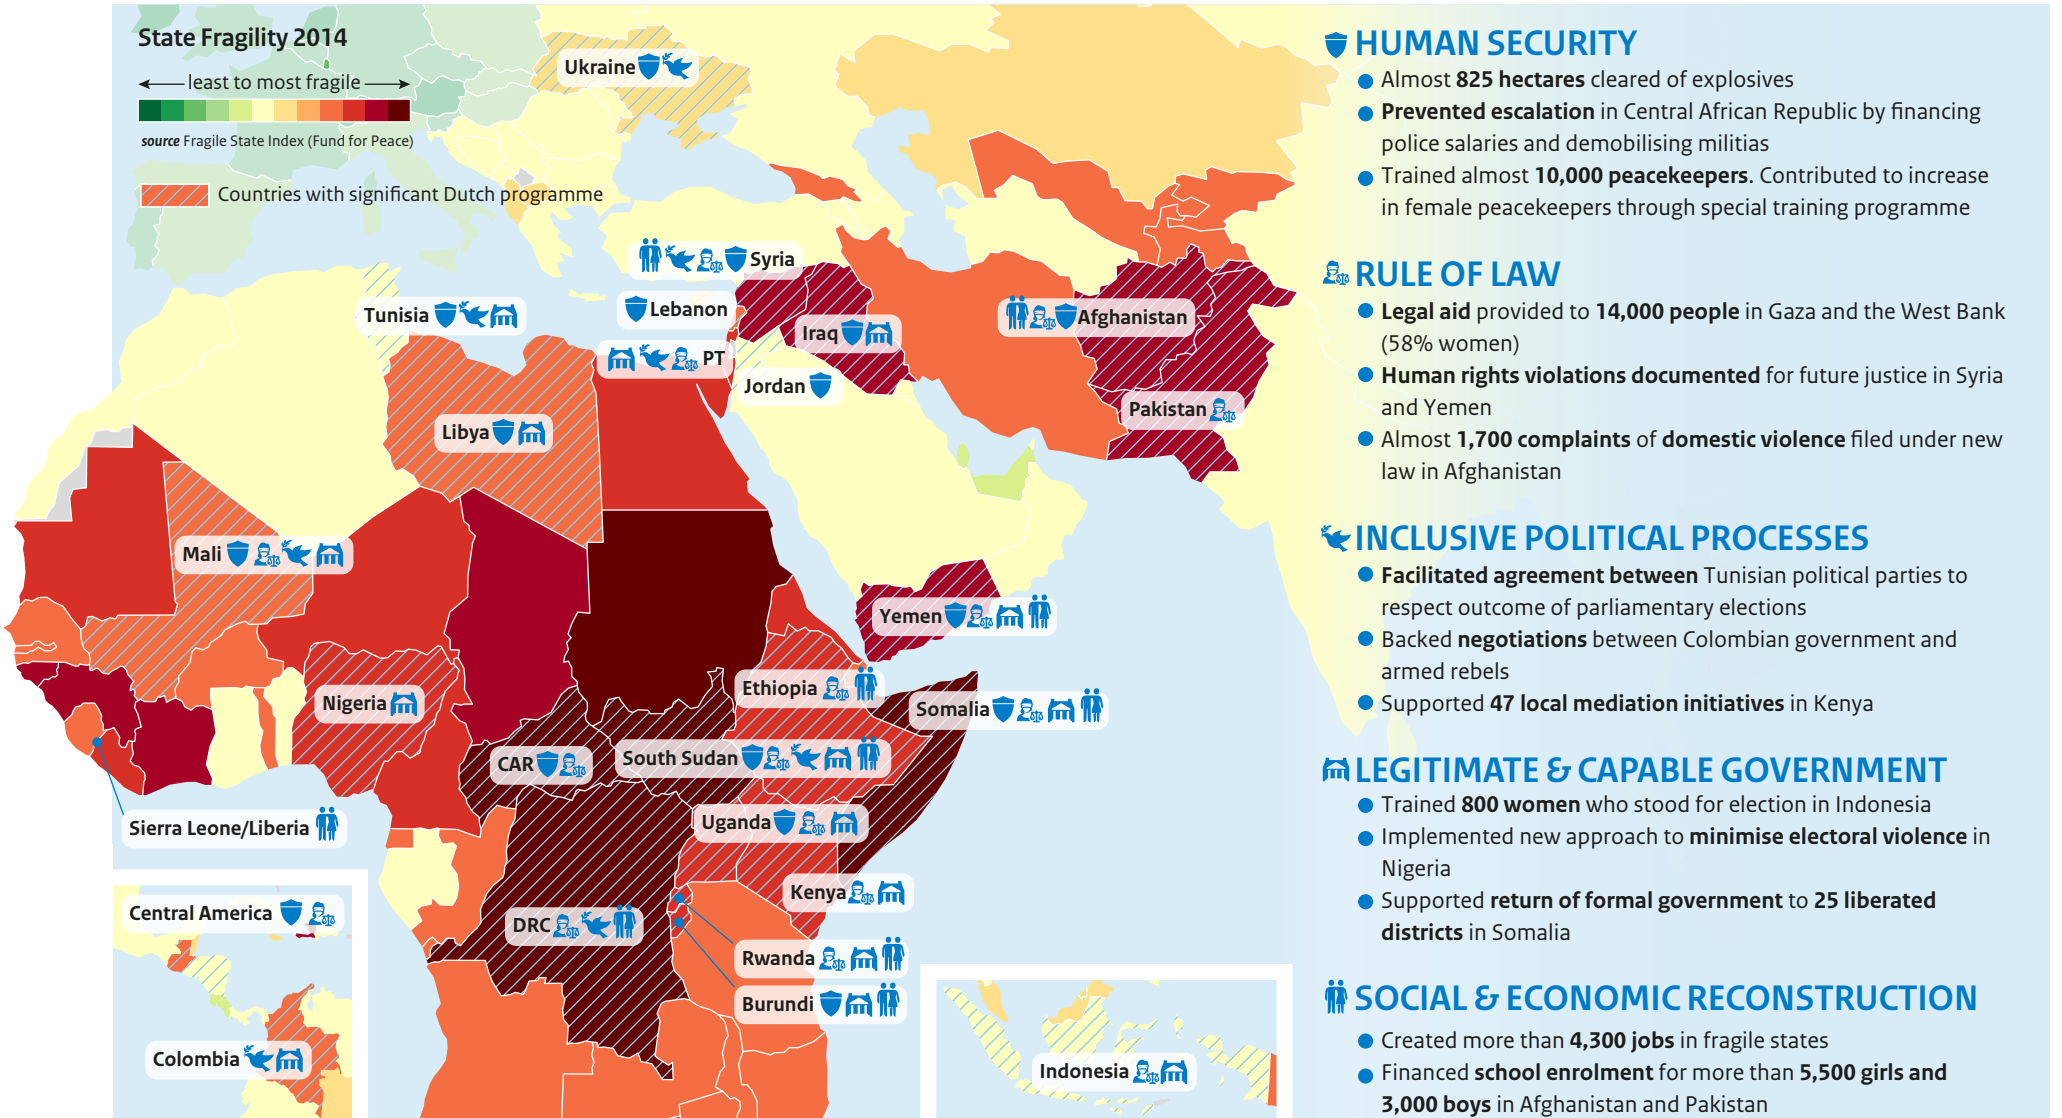 State Fragility 2014
least to most fragile
source Fragile State Index (Fund for Peace)
Countries with significant Dutch programme
Ukraine
Syria
Tunisia
Lebanon
Iraq
Afghanistan
PT
Jordan
Pakistan
Libya
Mali
Yemen
Ethiopia
Nigeria
Somalia
CAR
South Sudan
Sierra Leone/Liberia
Uganda
Kenya
Central America
DRC
Rwanda
Burundi
Colombia
Indonesia
HUMAN SECURITY
Almost 825 hectares cleared of explosives
Prevented escalation in Central African Republic by financing
police salaries and demobilising militias
Trained almost 10,000 peacekeepers. Contributed to increase
in female peacekeepers through special training programme
RULE OF LAW
Legal aid provided to 14,000 people in Gaza and the West Bank
(58% women)
Human rights violations documented for future justice in Syria
and Yemen
Almost 1,700 complaints of domestic violence filed under new
law in Afghanistan
INCLUSIVE POLITICAL PROCESSES
Facilitated agreement between Tunisian political parties to
respect outcome of parliamentary elections
Backed negotiations between Colombian government and
armed rebels
Supported 47 local mediation initiatives in Kenya
LEGITIMATE & CAPABLE GOVERNMENT
Trained 800 women who stood for election in Indonesia
Implemented new approach to minimise electoral violence in
Nigeria
Supported return of formal government to 25 liberated
districts in Somalia
SOCIAL & ECONOMIC RECONSTRUCTION
Created more than 4,300 jobs in fragile states
Financed school enrolment for more than 5,500 girls and
3,000 boys in Afghanistan and Pakistan